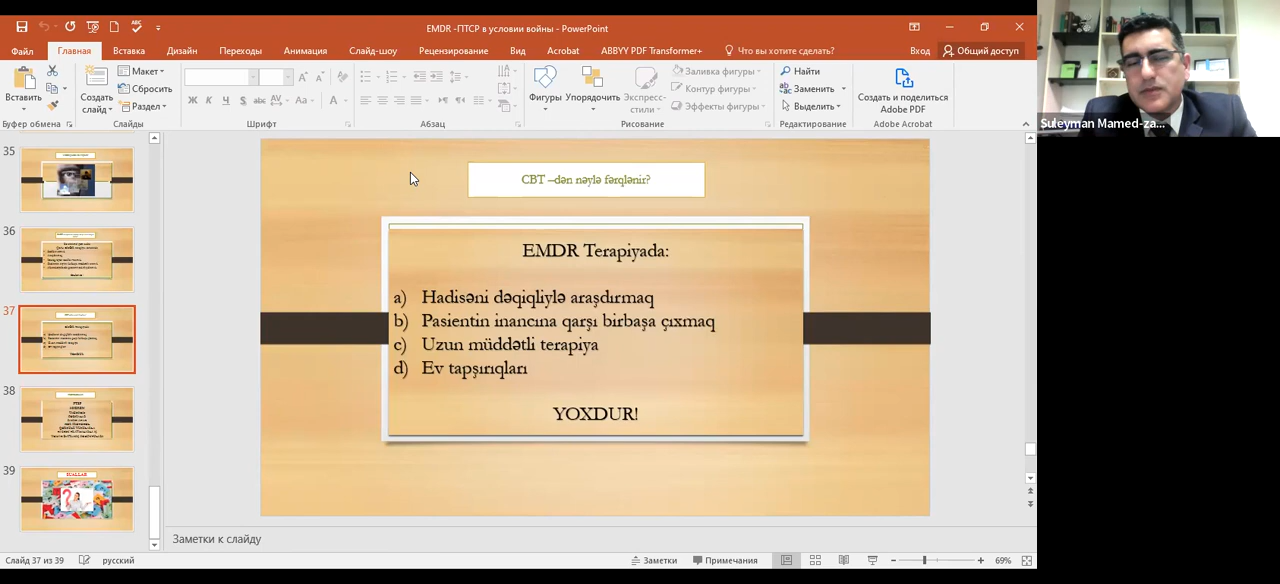 EMDR -ПТСР в условии войны - PowerPoint
Файл Главная Вставка Дизайн Переходы Анимация Слайд-шоу Рецензирование Вид Acrobat ABBYY PDF Transformer+ Что вы хотите сделать? Вход Общий доступ
Вставить
Создать слайд
Макет
Сбросить
Раздел
Ж К Ч S abc AV Aa A
Фигуры Упорядочить Экспресс-стили
Заливка фигуры
Контур фигуры
Эффекты фигуры
Найти
Заменить
Выделить
Создать и поделиться
Adobe PDF
Буфер обмена Слайды Шрифт Абзац Рисование Редактирование Adobe Acrobat
Suleyman Mamed-za...
35
36
37
38
39
CBT –dən nəylə fərqlənir?
EMDR Terapiyada:
a) Hadisəni dəqiqliylə araşdırmaq
b) Pasientin inancına qarşı birbaşa çıxmaq
c) Uzun müddətli terapiya
d) Ev tapşırıqları
YOXDUR!
Заметки к слайду
Слайд 37 из 39 русский Заметки Примечания 69%